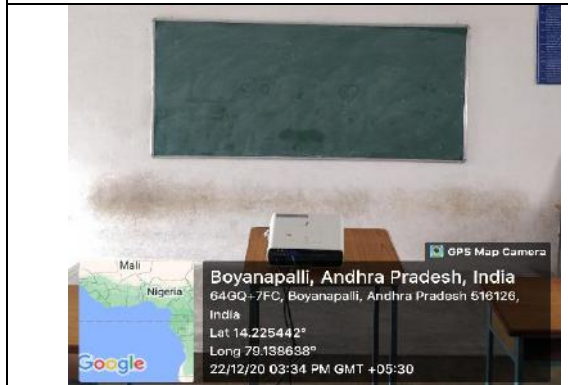 GPS Map Camera
Mali
Nigeria
Google
Boyanapalli, Andhra Pradesh, India
64GQ+7FC, Boyanapalli, Andhra Pradesh 516126,
India
Lat 14.225442°
Long 79.138638°
22/12/20 03:34 PM GMT +05:30